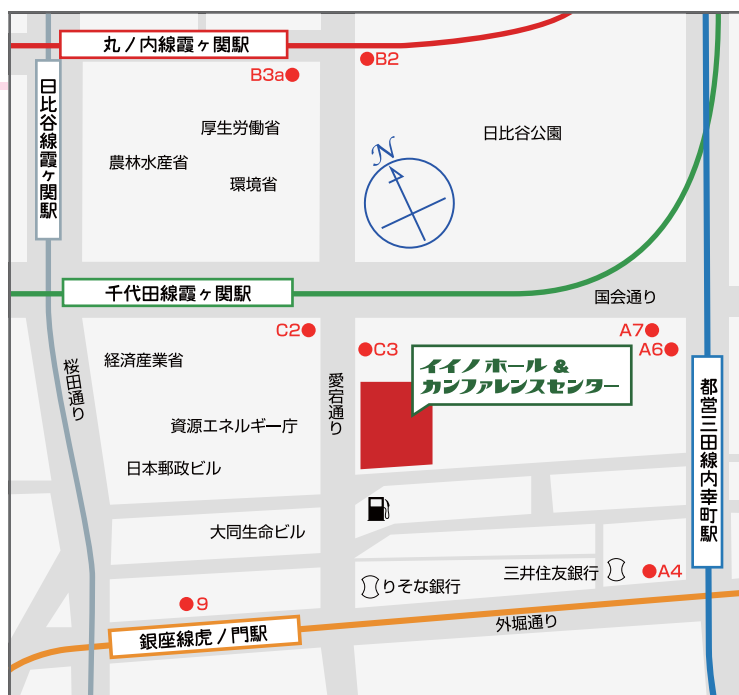 丸ノ内線霞ヶ関駅
B2
B3a
日比谷線霞ヶ関駅
厚生労働省
日比谷公園
農林水産省
環境省
N
千代田線霞ヶ関駅
国会通り
C2
A7
C3
A6
経済産業省
イイノホール&
カンファレンスセンター
桜田通り
愛宕通り
都営三田線内幸町駅
資源エネルギー庁
日本郵政ビル
大同生命ビル
三井住友銀行
A4
りそな銀行
9
外堀通り
銀座線虎ノ門駅